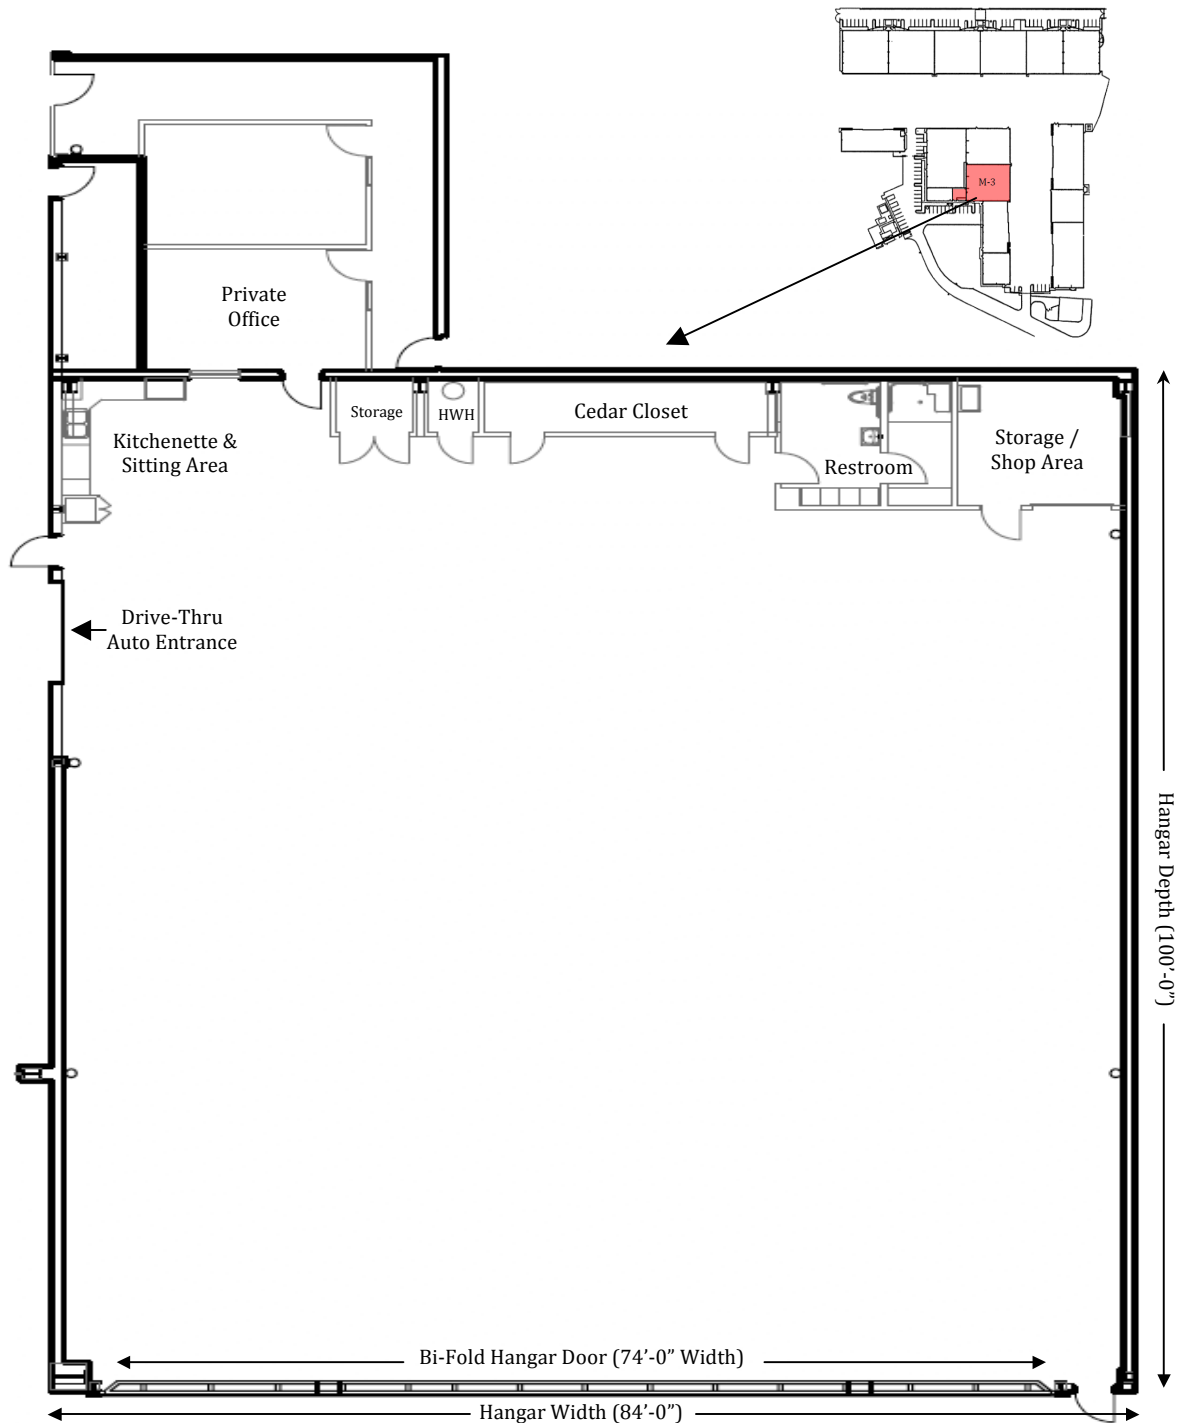 M-3
Private
Office
Storage
HWH
Cedar Closet
Kitchenette &
Sitting Area
Restroom
Storage /
Shop Area
Drive-Thru
Auto Entrance
Hangar Depth (100’-0”)
Bi-Fold Hangar Door (74’-0” Width)
Hangar Width (84’-0”)